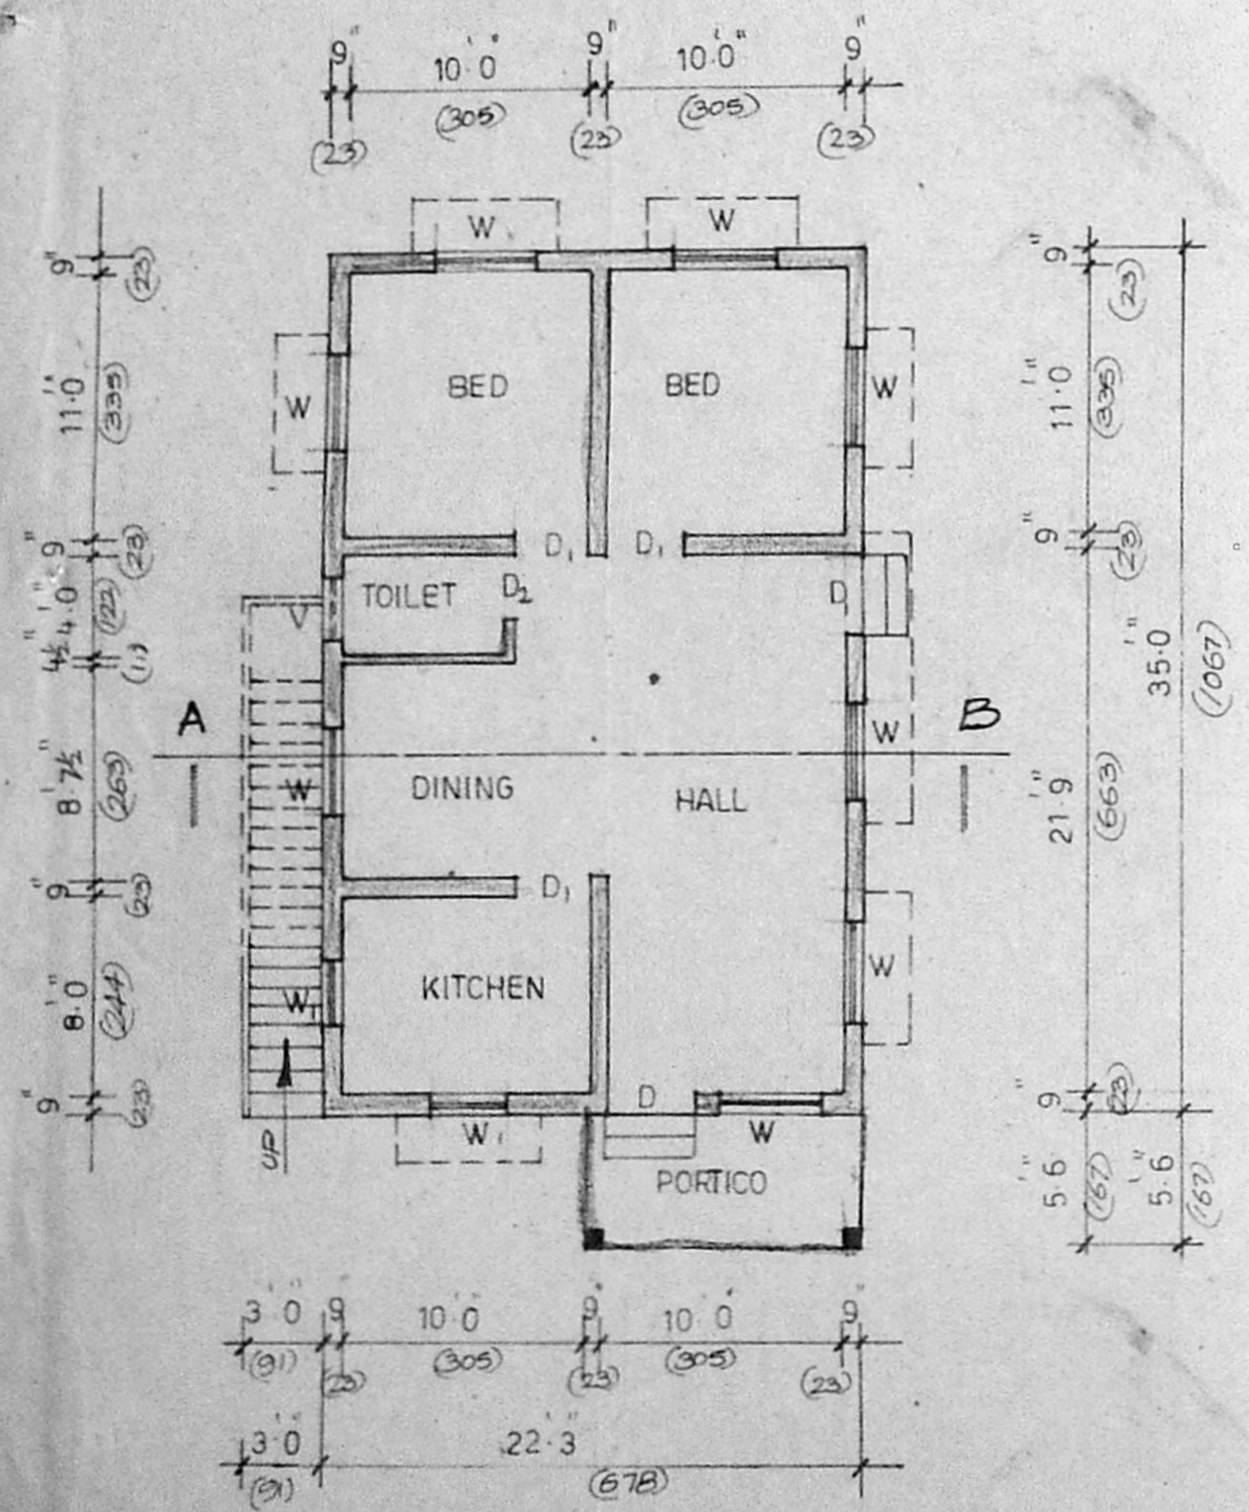 9" 10'0" 9" 10'0" 9"
(23) (305) (23) (305) (23)
W W
9" (23)
9" (23)
11'0" (335)
W BED BED W
11'0" (335)
9" (23)
D1 D1
9" (23)
4'0" (122)
TOILET D2 D
4½" (11)
35'0" (1067)
A W B
8'7½" (263)
W DINING HALL
21'9" (663)
9" (23)
D1
8'0" (244)
W1 KITCHEN W
9" (23)
D
9" (23)
UP W1 W
PORTICO
5'6" (167) 5'6" (167)
3'0" 9" 10'0" 9" 10'0" 9"
(91) (23) (305) (23) (305) (23)
3'0" 22'3"
(91) (678)